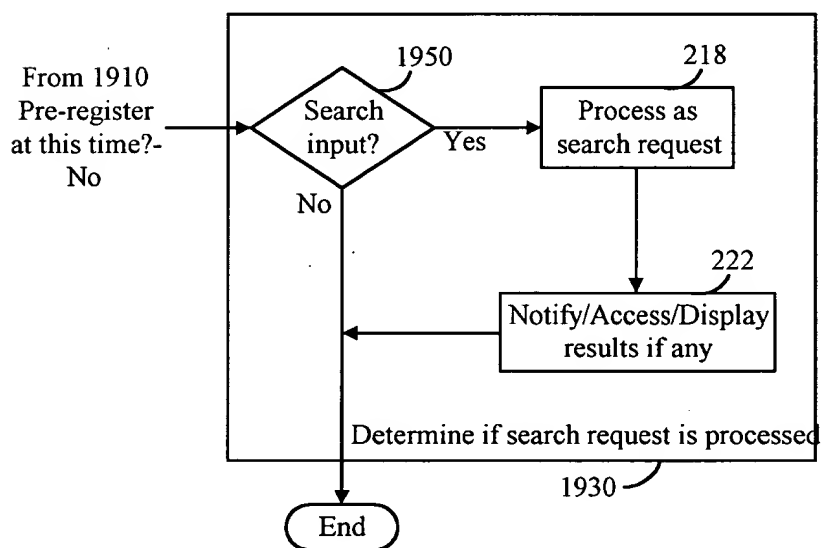 1950
218
From 1910
Pre-register
at this time?-
No
Search
input?
Yes
Process as
search request
No
222
Notify/Access/Display
results if any
Determine if search request is processed
1930
End